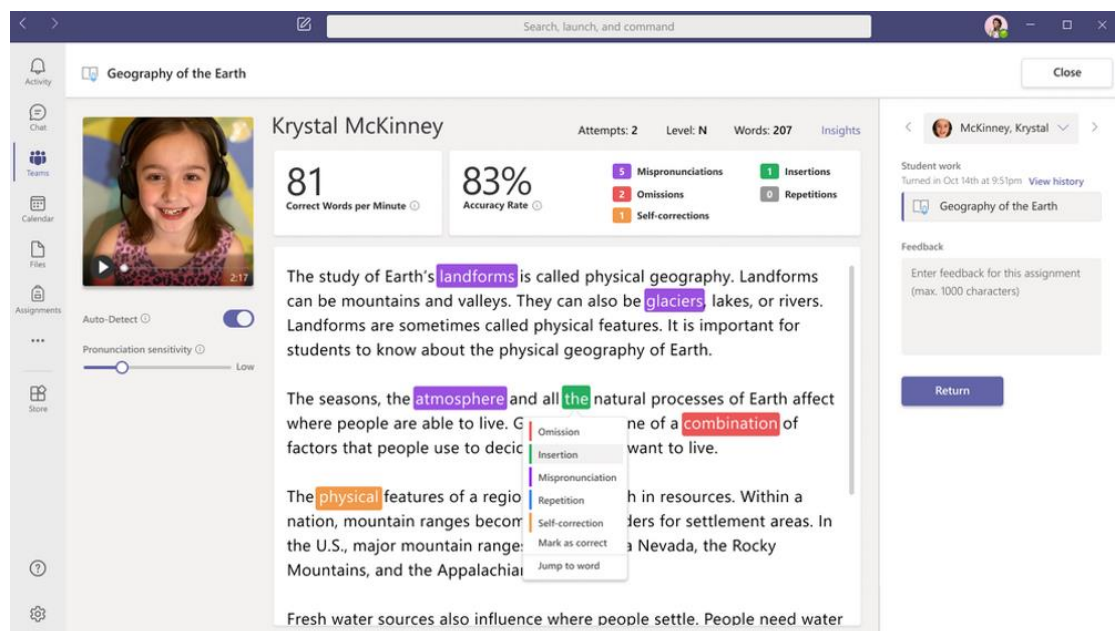 Search, launch, and command
Activity
Chat
Teams
Calendar
Files
Assignments
Store
Geography of the Earth
Close
2:17
Auto-Detect
Pronunciation sensitivity
Low
Krystal McKinney
Attempts: 2
Level: N
Words: 207
Insights
81
Correct Words per Minute
83%
Accuracy Rate
5 Mispronunciations
2 Omissions
1 Self-corrections
1 Insertions
0 Repetitions
The study of Earth's landforms is called physical geography. Landforms
can be mountains and valleys. They can also be glaciers, lakes, or rivers.
Landforms are sometimes called physical features. It is important for
students to know about the physical geography of Earth.
The seasons, the atmosphere and all the natural processes of Earth affect
where people are able to live. G ne of a combination of
factors that people use to decid want to live.
The physical features of a regio h in resources. Within a
nation, mountain ranges becom ders for settlement areas. In
the U.S., major mountain range a Nevada, the Rocky
Mountains, and the Appalachia
Fresh water sources also influence where people settle. People need water
Omission
Insertion
Mispronunciation
Repetition
Self-correction
Mark as correct
Jump to word
McKinney, Krystal
Student work
Turned in Oct 14th at 9:51pm View history
Geography of the Earth
Feedback
Enter feedback for this assignment
(max. 1000 characters)
Return